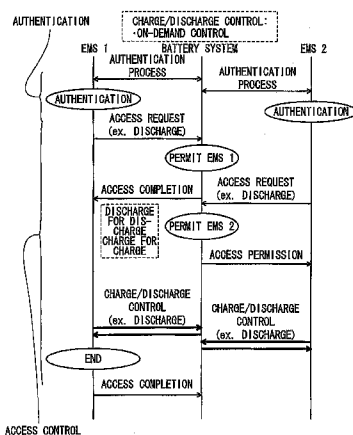 AUTHENTICATION
CHARGE/DISCHARGE CONTROL:
·ON-DEMAND CONTROL
EMS 1
BATTERY SYSTEM
EMS 2
AUTHENTICATION
PROCESS
AUTHENTICATION
PROCESS
AUTHENTICATION
AUTHENTICATION
ACCESS REQUEST
(ex. DISCHARGE)
PERMIT EMS 1
ACCESS COMPLETION
ACCESS REQUEST
(ex. DISCHARGE)
DISCHARGE
FOR DIS-
CHARGE
CHARGE FOR
CHARGE
PERMIT EMS 2
ACCESS PERMISSION
CHARGE/DISCHARGE
CONTROL
(ex. DISCHARGE)
CHARGE/DISCHARGE
CONTROL
(ex. DISCHARGE)
END
ACCESS COMPLETION
ACCESS CONTROL